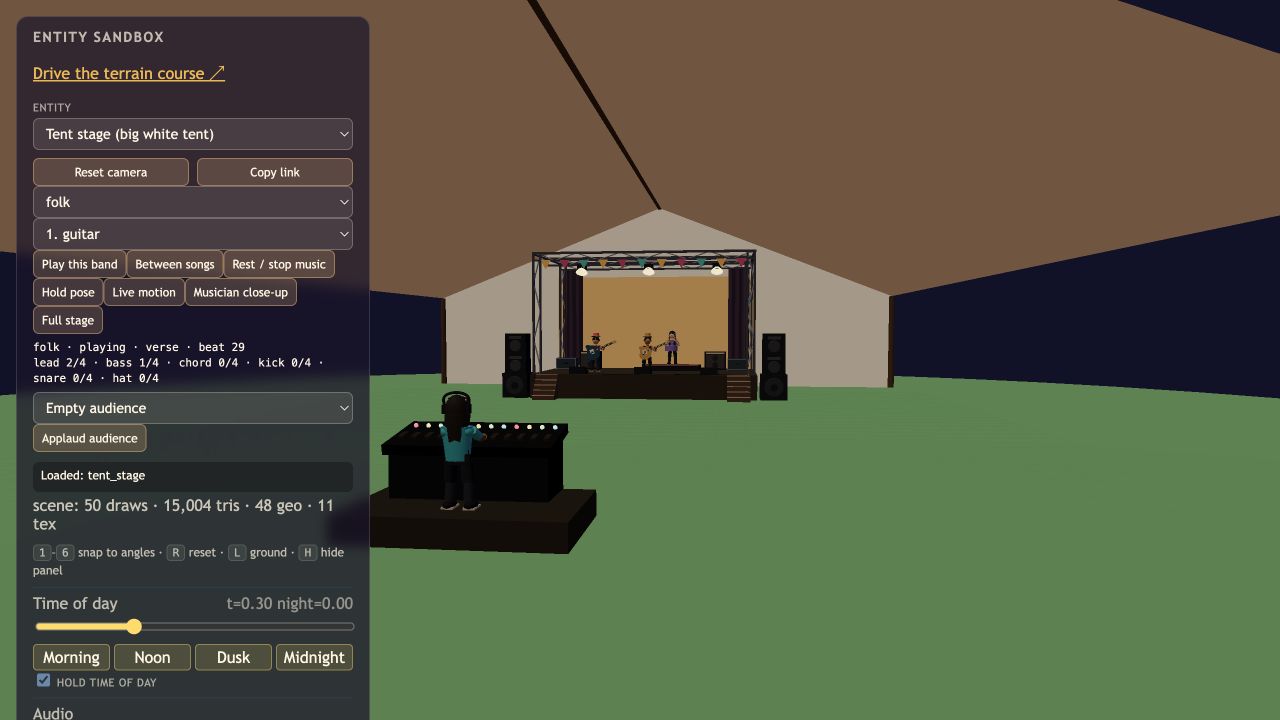 ENTITY SANDBOX
Drive the terrain course ↗
ENTITY
Tent stage (big white tent)
Reset camera
Copy link
folk
1. guitar
Play this band
Between songs
Rest / stop music
Hold pose
Live motion
Musician close-up
Full stage
folk · playing · verse · beat 29
lead 2/4 · bass 1/4 · chord 0/4 · kick 0/4 ·
snare 0/4 · hat 0/4
Empty audience
Applaud audience
Loaded: tent_stage
scene: 50 draws · 15,004 tris · 48 geo · 11
tex
1-6 snap to angles · R reset · L ground · H hide
panel
Time of day
t=0.30 night=0.00
Morning
Noon
Dusk
Midnight
HOLD TIME OF DAY
Audio